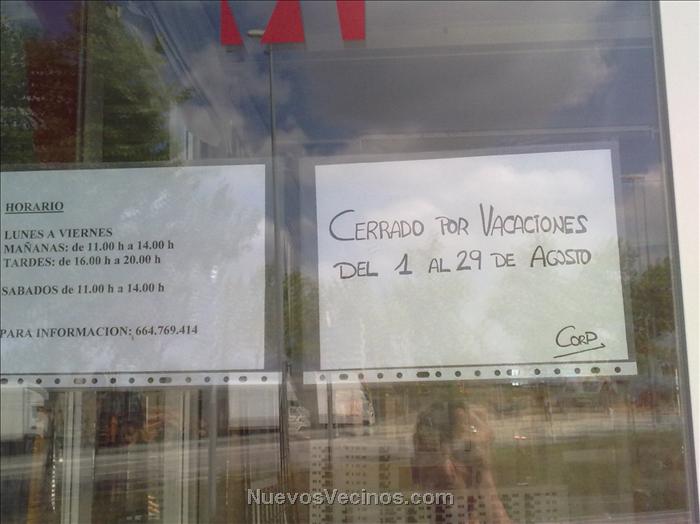 HORARIO
LUNES A VIERNES
MAÑANAS: de 11.00 h a 14.00 h
TARDES: de 16.00 h a 20.00 h
SABADOS de 11.00 h a 14.00 h
PARA INFORMACION: 664.769.414
CERRADO POR VACACIONES
DEL 1 AL 29 DE AGOSTO
CORP.
NuevosVecinos.com